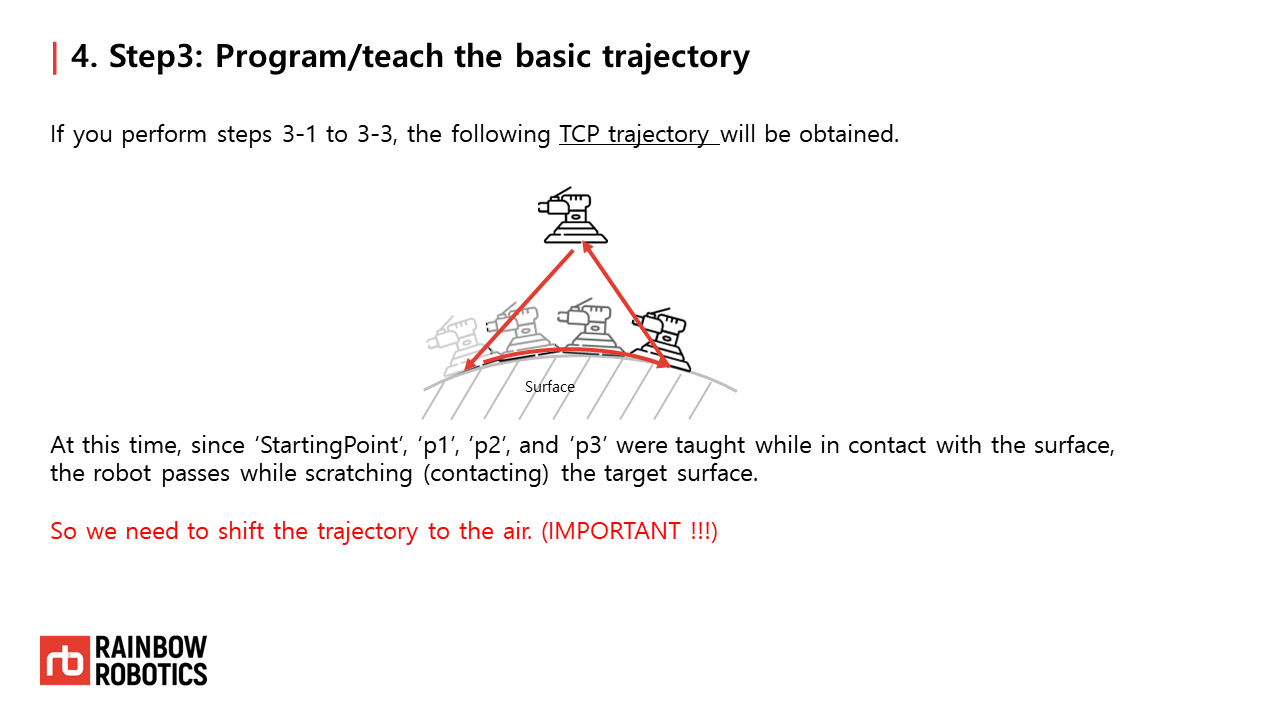 | 4. Step3: Program/teach the basic trajectory
If you perform steps 3-1 to 3-3, the following TCP trajectory will be obtained.
Surface
At this time, since ‘StartingPoint’, ‘p1’, ‘p2’, and ‘p3’ were taught while in contact with the surface,
the robot passes while scratching (contacting) the target surface.
So we need to shift the trajectory to the air. (IMPORTANT !!!)
rb
RAINBOW
ROBOTICS